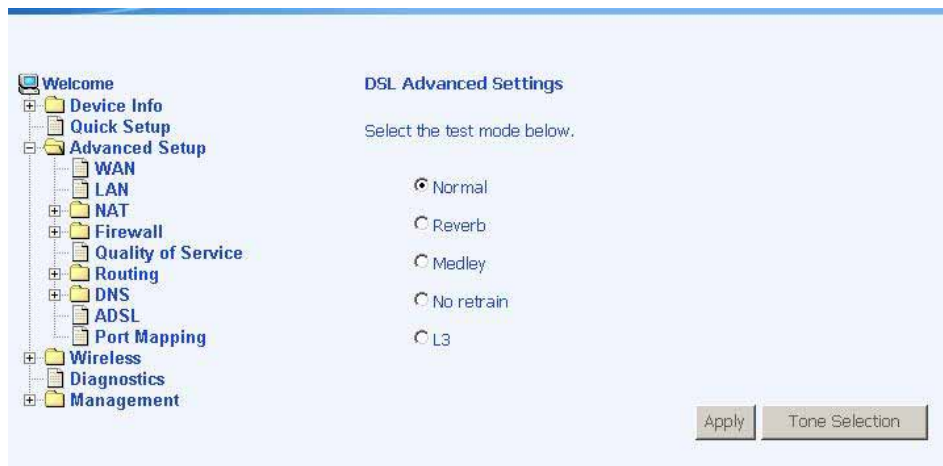 Welcome
Device Info
Quick Setup
Advanced Setup
WAN
LAN
NAT
Firewall
Quality of Service
Routing
DNS
ADSL
Port Mapping
Wireless
Diagnostics
Management
DSL Advanced Settings
Select the test mode below.
Normal
Reverb
Medley
No retrain
L3
Apply
Tone Selection